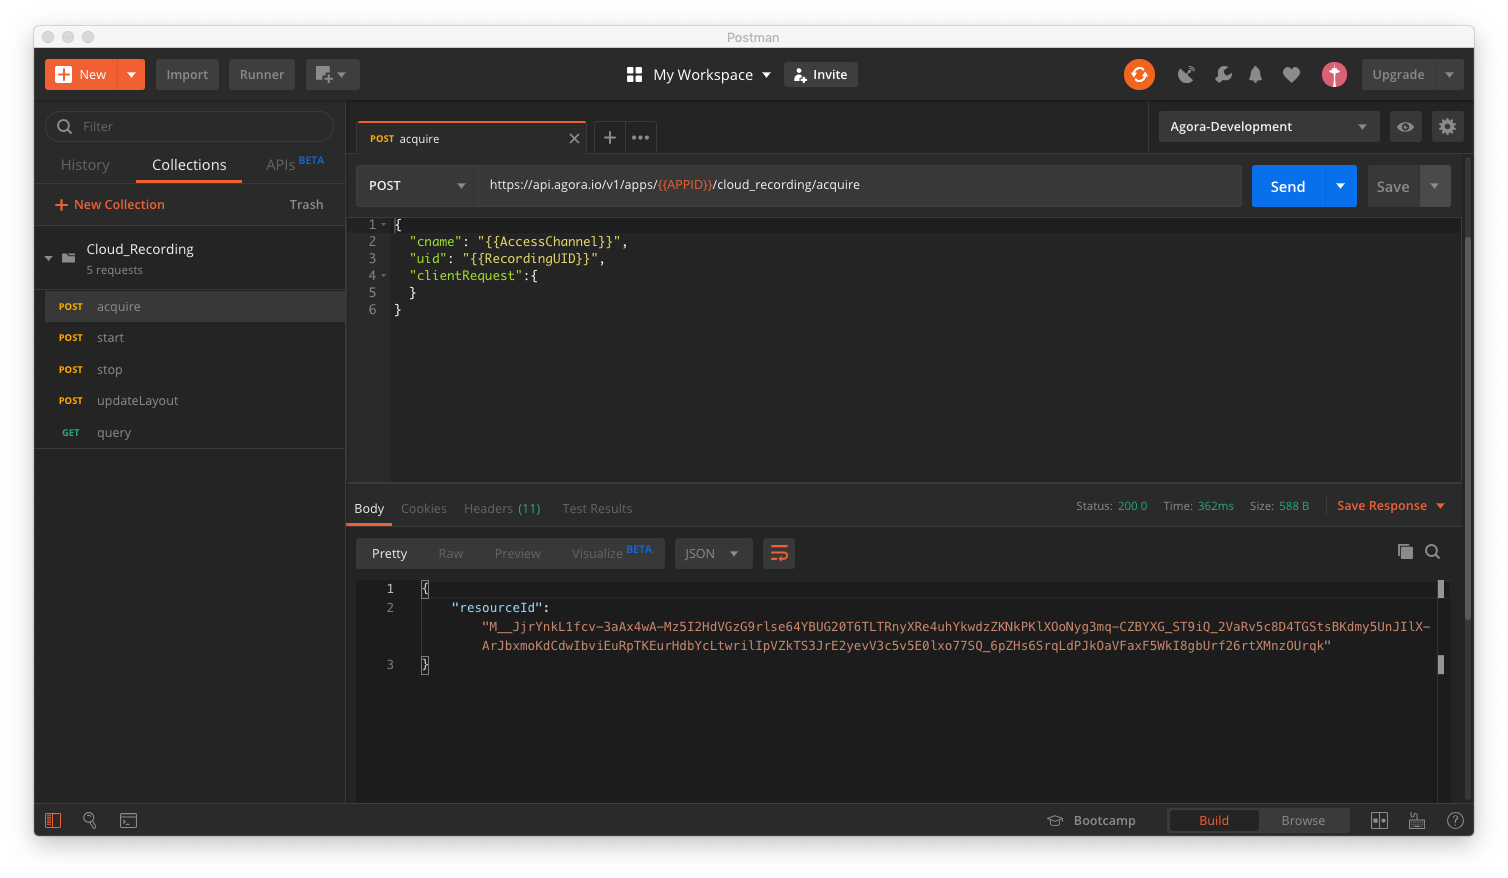 Postman
New
Import
Runner
My Workspace
Invite
Upgrade
Filter
History
Collections
APIs BETA
New Collection
Trash
Cloud_Recording
5 requests
POST acquire
POST start
POST stop
POST updateLayout
GET query
POST acquire
Agora-Development
POST
https://api.agora.io/v1/apps/{{APPID}}/cloud_recording/acquire
Send
Save
1 {
2 "cname": "{{AccessChannel}}",
3 "uid": "{{RecordingUID}}",
4 "clientRequest":{
5 }
6 }
Body
Cookies
Headers (11)
Test Results
Status: 200 O
Time: 362ms
Size: 588 B
Save Response
Pretty
Raw
Preview
Visualize BETA
JSON
1 {
2 "resourceId":
"M__JjrYnkL1fcv-3aAx4wA-Mz5I2HdVGzG9rlse64YBUG20T6TLTRnyXRe4uhYkwdzZKNkPKlXOoNyg3mq-CZBYXG_ST9iQ_2VaRv5c8D4TGStsBKdmy5UnJIlX-
ArJbxmoKdCdwIbviEuRpTKEurHdbYcLtwrilIpVZkTS3JrE2yevV3c5v5E0lxo77SQ_6pZHs6SrqLdPJkOaVFaxF5WkI8gbUrf26rtXMnzOUrqk"
3 }
Bootcamp
Build
Browse